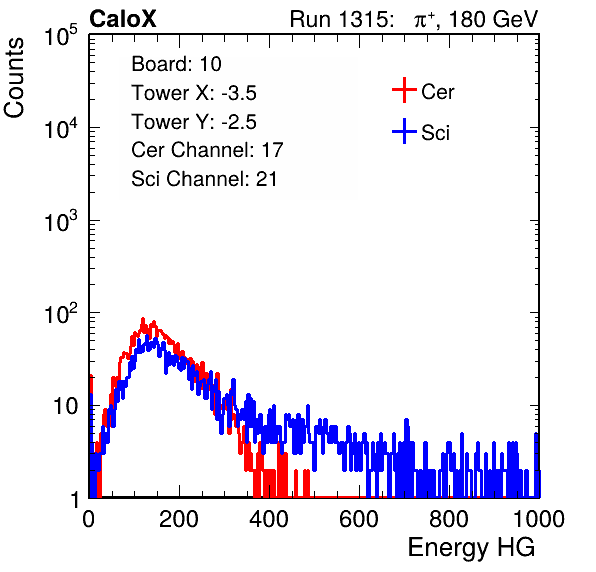 CaloX Run 1315: π⁺, 180 GeV
Counts
10⁵
10⁴
10³
10²
10
1
Board: 10
Tower X: -3.5
Tower Y: -2.5
Cer Channel: 17
Sci Channel: 21
Cer
Sci
0 200 400 600 800 1000
Energy HG